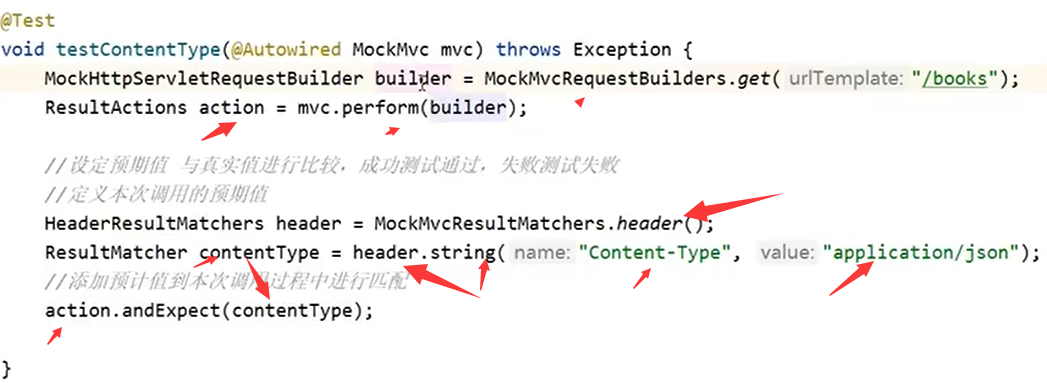 @Test
void testContentType(@Autowired MockMvc mvc) throws Exception {
MockHttpServletRequestBuilder builder = MockMvcRequestBuilders.get( urlTemplate: "/books");
ResultActions action = mvc.perform(builder);
//设定预期值 与真实值进行比较，成功测试通过，失败测试失败
//定义本次调用的预期值
HeaderResultMatchers header = MockMvcResultMatchers.header();
ResultMatcher contentType = header.string( name: "Content-Type", value: "application/json");
//添加预计值到本次调用过程中进行匹配
action.andExpect(contentType);
}